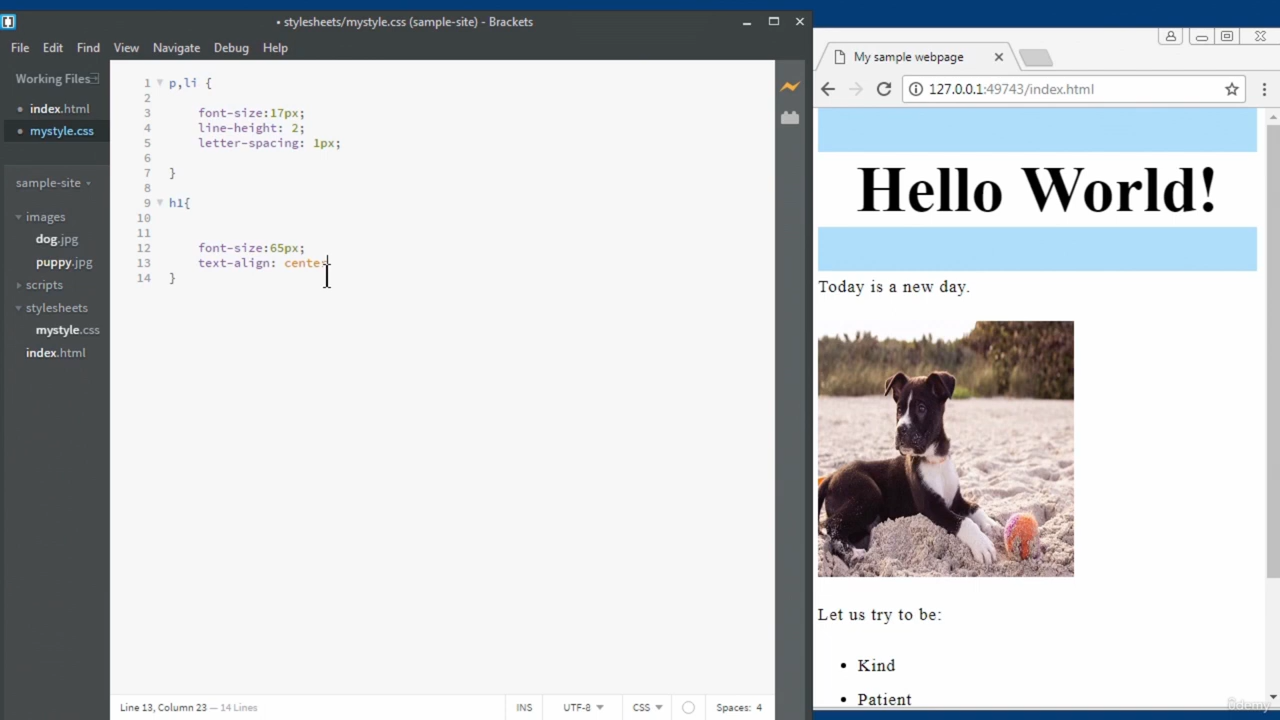 • stylesheets/mystyle.css (sample-site) - Brackets
File Edit Find View Navigate Debug Help
Working Files
index.html
mystyle.css
sample-site
images
dog.jpg
puppy.jpg
scripts
stylesheets
mystyle.css
index.html
1 p,li {
2
3 font-size:17px;
4 line-height: 2;
5 letter-spacing: 1px;
6
7 }
8
9 h1{
10
11
12 font-size:65px;
13 text-align: center
14 }
Line 13, Column 23 — 14 Lines
INS UTF-8 CSS Spaces: 4
My sample webpage
127.0.0.1:49743/index.html
Hello World!
Today is a new day.
Let us try to be:
• Kind
• Patient
ûdemy